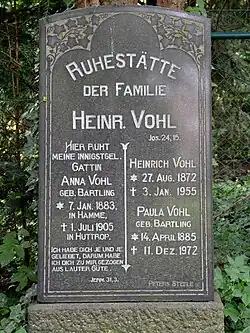 RUHESTÄTTE
DER FAMILIE
HEINR. VOHL
Jos. 24, 15.
HIER RUHT
MEINE INNIGSTGEL.
GATTIN
ANNA VOHL
GEB. BARTLING
* 7. JAN. 1883,
IN HAMME,
† 1. JULI 1905
IN HUTTROP.
ICH HABE DICH JE UND JE
GELIEBET, DARUM HABE
ICH DICH ZU MIR GEZOGEN
AUS LAUTER GÜTE.
JERM. 31, 3.
HEINRICH VOHL
* 27. AUG. 1872
† 3. JAN. 1955
PAULA VOHL
GEB. BARTLING
* 14. APRIL 1885
† 11. DEZ. 1972
PETERS STEELE